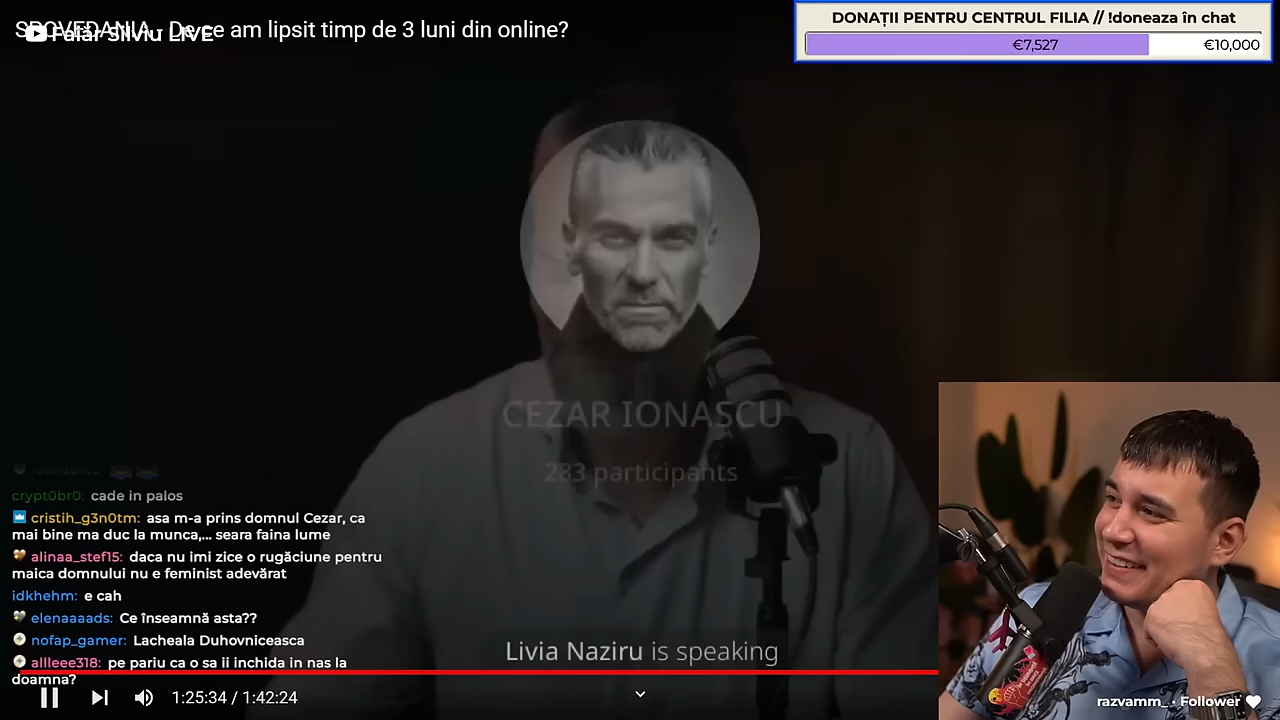 SPOVEDANIA - De ce am lipsit timp de 3 luni din online?
Faiăr Silviu LIVE
DONAȚII PENTRU CENTRUL FILIA // !doneaza în chat
€7,527
€10,000
CEZAR IONASCU
283 participants
crypt0br0: cade in palos
cristih_g3n0tm: asa m-a prins domnul Cezar, ca
mai bine ma duc la munca,... seara faina lume
alinaa_stef15: daca nu imi zice o rugăciune pentru
maica domnului nu e feminist adevărat
idkhehm: e cah
elenaaaads: Ce înseamnă asta??
nofap_gamer: Lacheala Duhovniceasca
allleee318: pe pariu ca o sa ii inchida in nas la
doamna?
Livia Naziru is speaking
1:25:34 / 1:42:24
razvamm_ · Follower